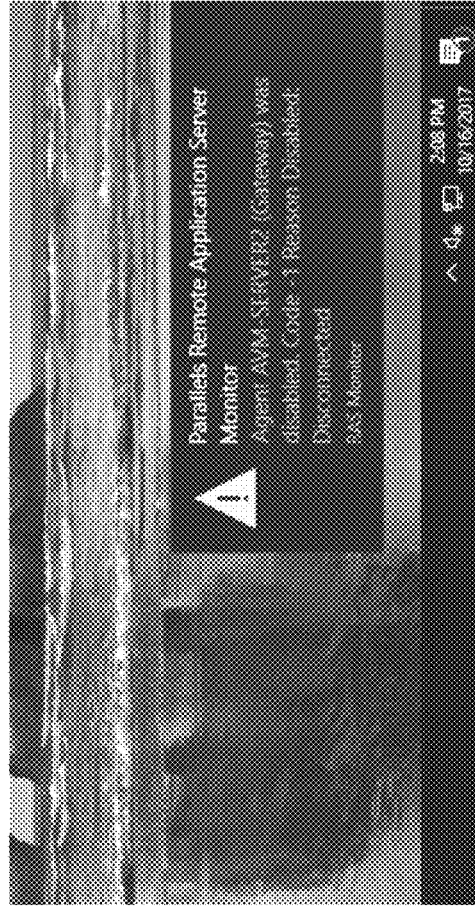 Parallels Remote Application Server
Monitor
Agent AVM-SERVER2 (Gateway) was
disabled. Code -1 Reason Disabled:
Disconnected
RAS Monitor
2:08 PM
10/16/2017